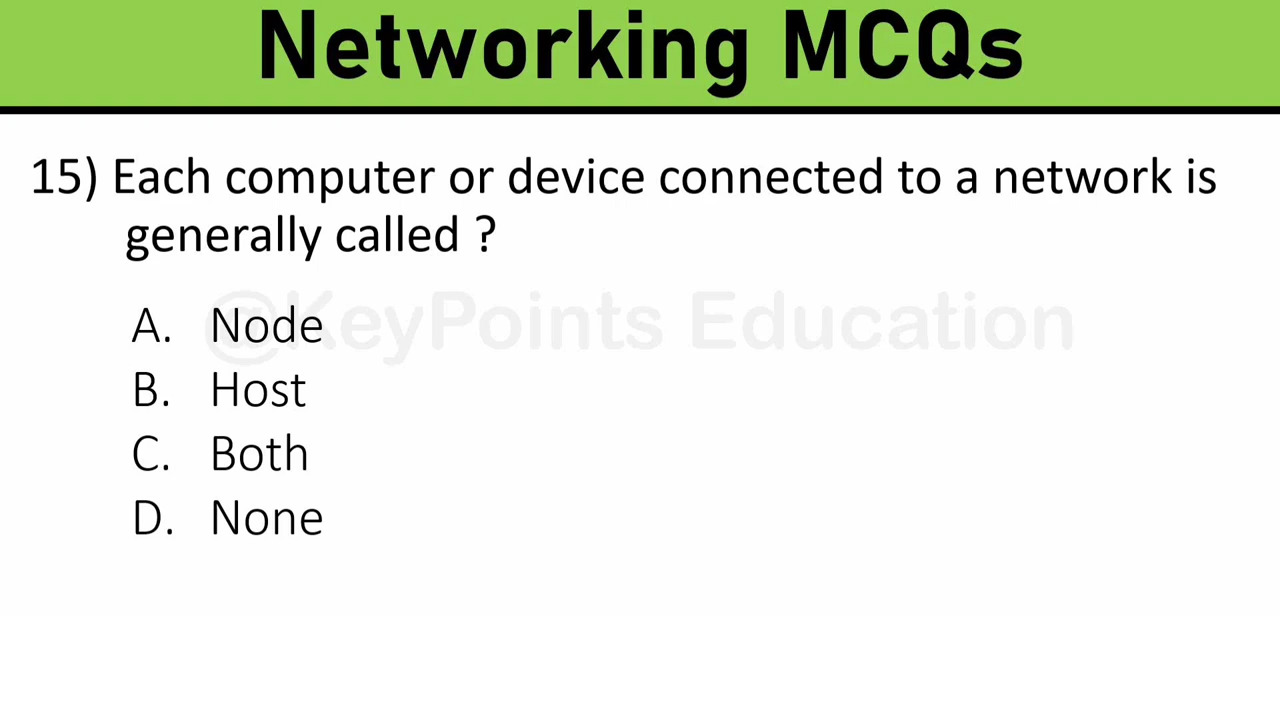 Networking MCQs
15) Each computer or device connected to a network is
generally called ?
@KeyPoints Education
A. Node
B. Host
C. Both
D. None